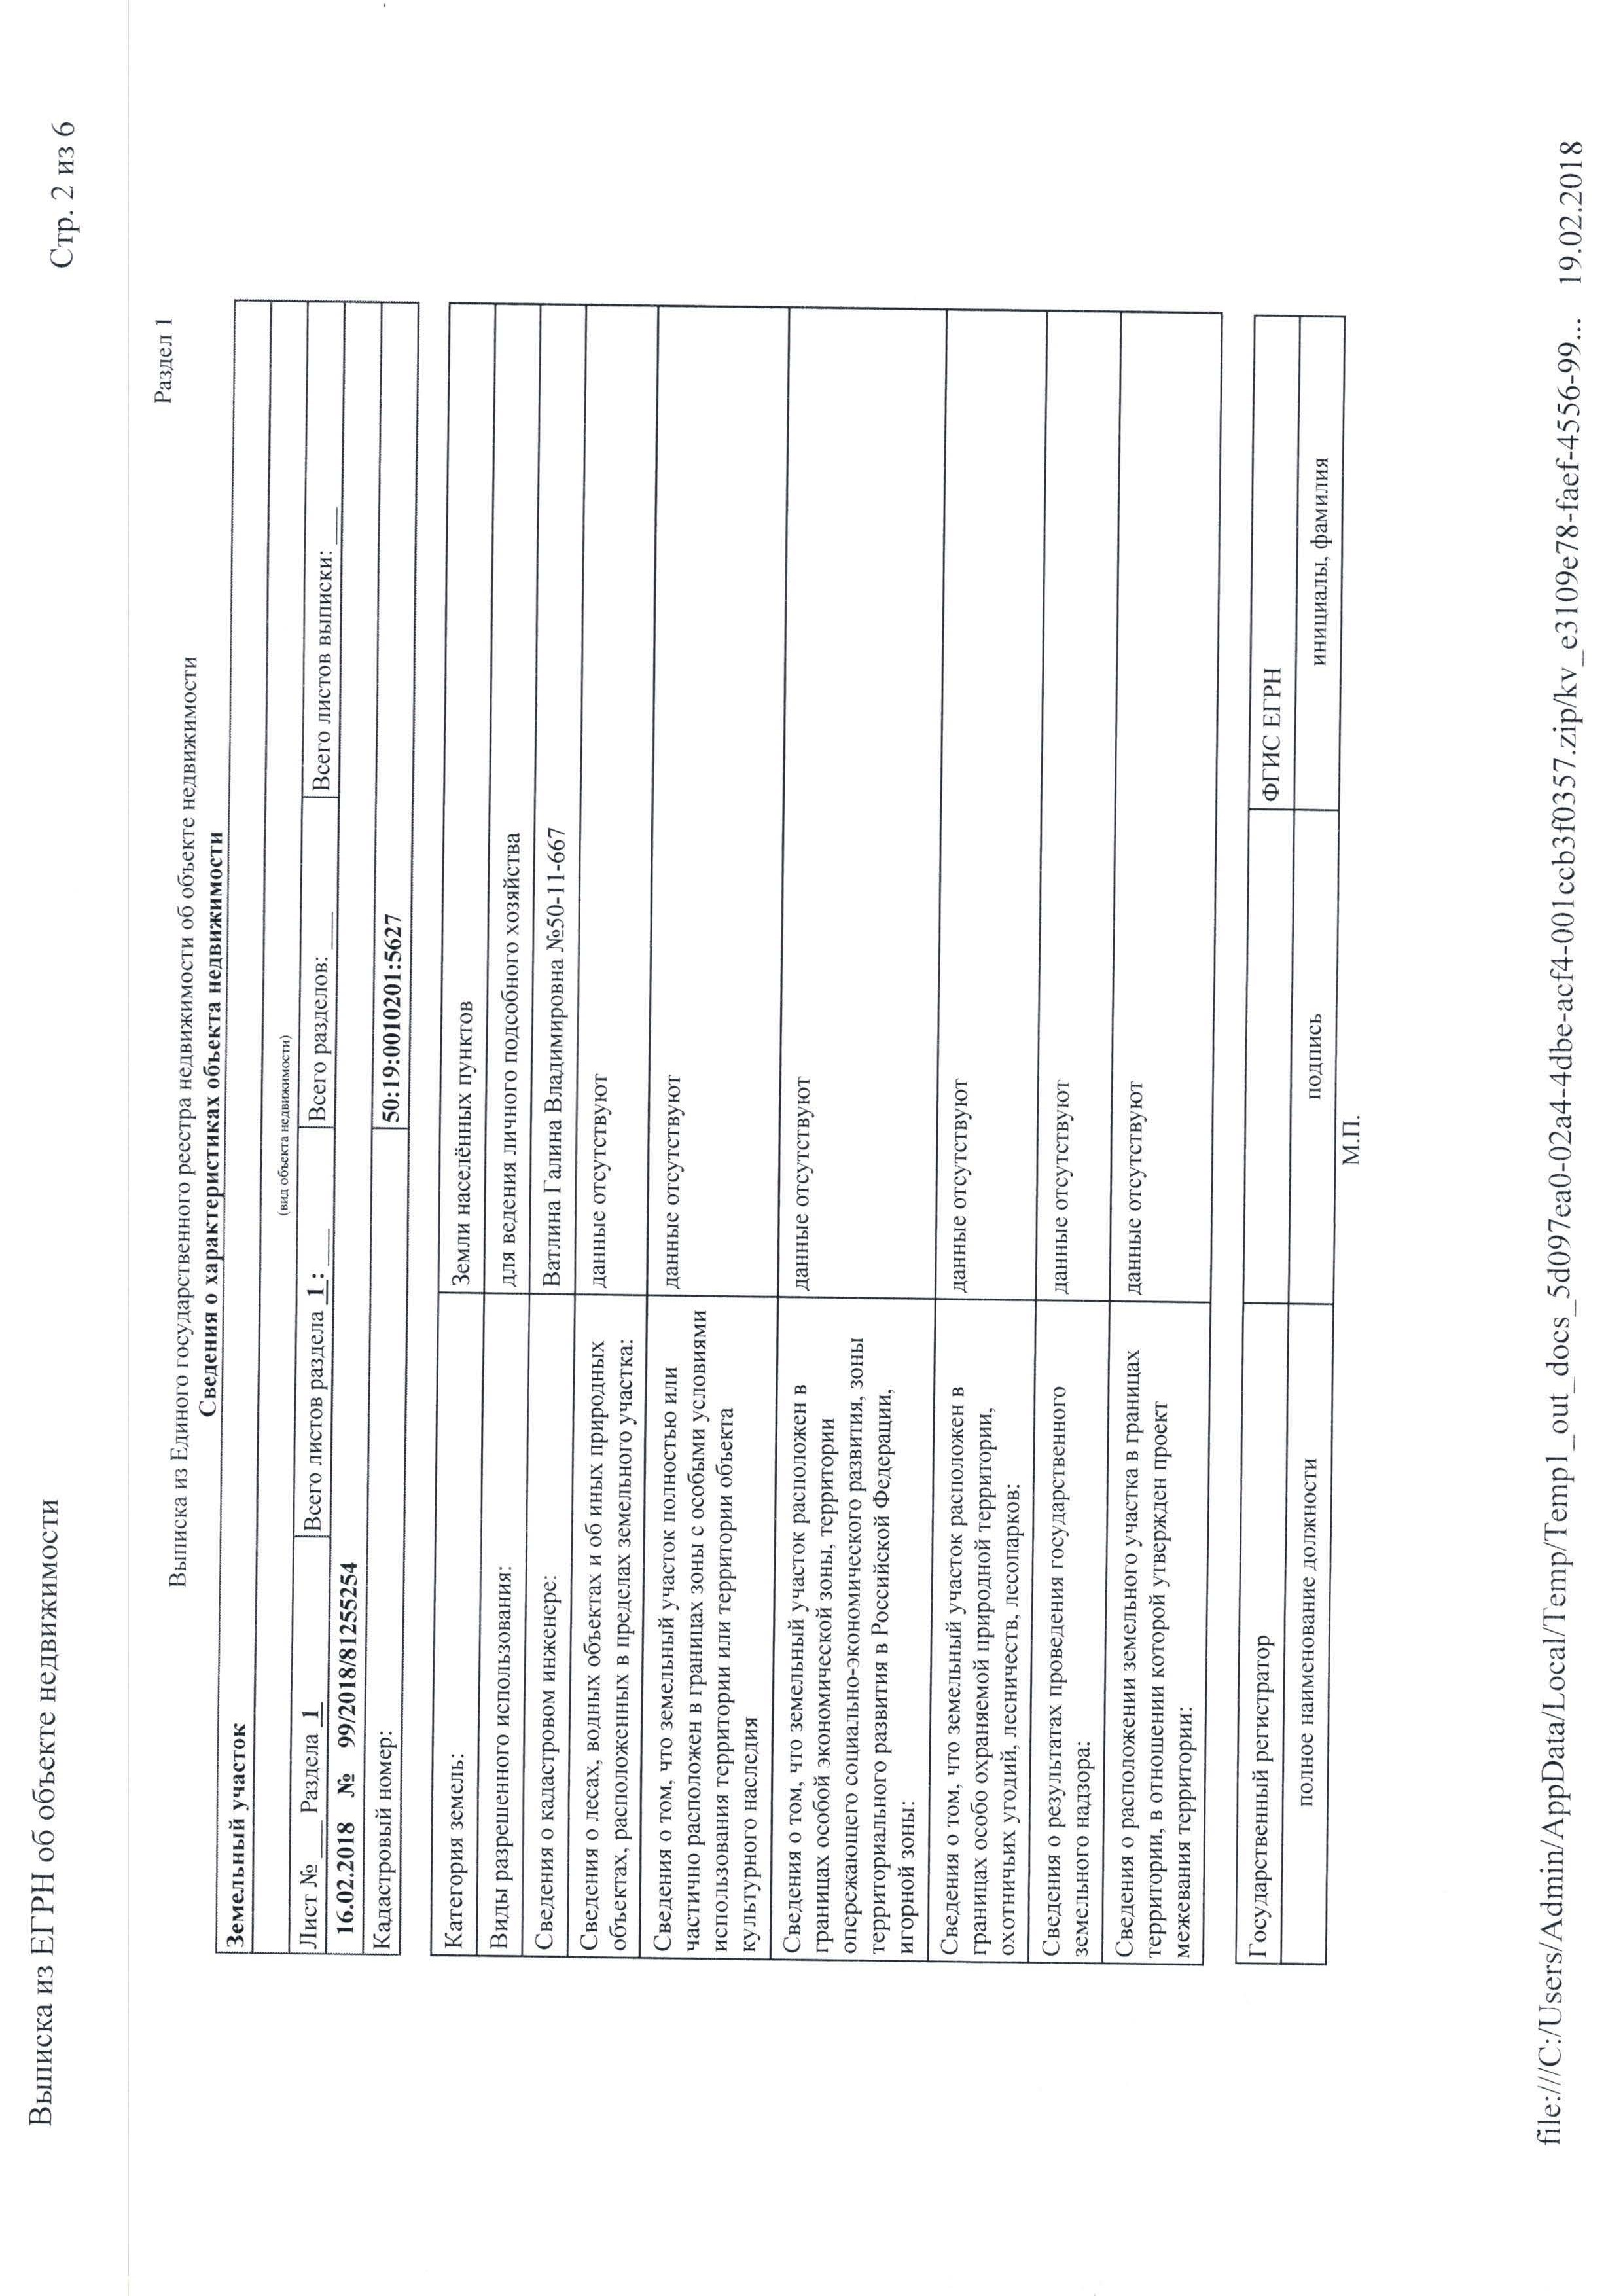 Выписка из ЕГРН об объекте недвижимости Стр. 2 из 6
Раздел 1
Выписка из Единого государственного реестра недвижимости об объекте недвижимости
Сведения о характеристиках объекта недвижимости
Земельный участок
(вид объекта недвижимости)
Лист № ___ Раздела 1 Всего листов раздела 1 : ___ Всего разделов: ___ Всего листов выписки: ___
16.02.2018 № 99/2018/81255254
Кадастровый номер: 50:19:0010201:5627
Категория земель: Земли населённых пунктов
Виды разрешенного использования: для ведения личного подсобного хозяйства
Сведения о кадастровом инженере: Ватлина Галина Владимировна №50-11-667
Сведения о лесах, водных объектах и об иных природных данные отсутствуют
объектах, расположенных в пределах земельного участка:
Сведения о том, что земельный участок полностью или данные отсутствуют
частично расположен в границах зоны с особыми условиями
использования территории или территории объекта
культурного наследия
Сведения о том, что земельный участок расположен в данные отсутствуют
границах особой экономической зоны, территории
опережающего социально-экономического развития, зоны
территориального развития в Российской Федерации,
игорной зоны:
Сведения о том, что земельный участок расположен в данные отсутствуют
границах особо охраняемой природной территории,
охотничьих угодий, лесничеств, лесопарков:
Сведения о результатах проведения государственного данные отсутствуют
земельного надзора:
Сведения о расположении земельного участка в границах данные отсутствуют
территории, в отношении которой утвержден проект
межевания территории:
Государственный регистратор ФГИС ЕГРН
полное наименование должности подпись инициалы, фамилия
М.П.
file:///C:/Users/Admin/AppData/Local/Temp/Temp1_out_docs_5d097ea0-02a4-4dbe-acf4-001ccb3f0357.zip/kv_e3109e78-faef-4556-99... 19.02.2018